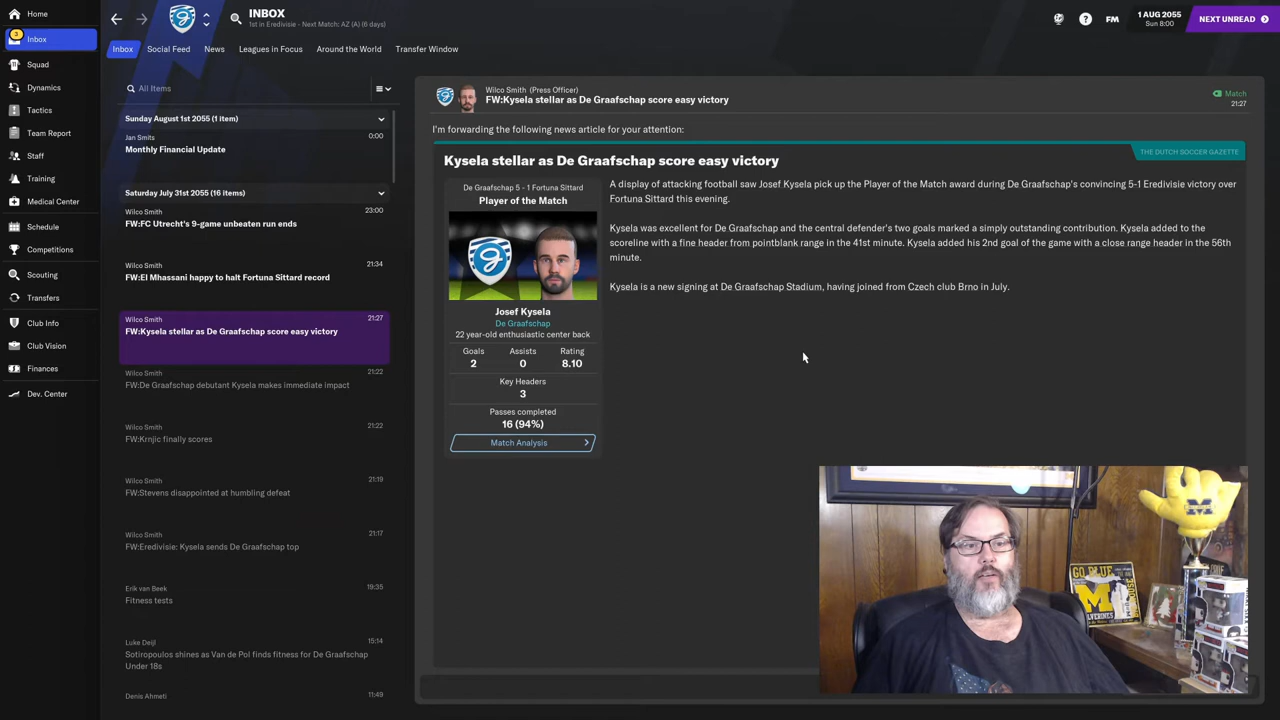 Home
INBOX
1st in Eredivisie - Next Match: AZ (A) (6 days)
FM
1 AUG 2055
Sun 8:00
NEXT UNREAD
3
Inbox
Squad
Dynamics
Tactics
Team Report
Staff
Training
Medical Center
Schedule
Competitions
Scouting
Transfers
Club Info
Club Vision
Finances
Dev. Center
Inbox
Social Feed
News
Leagues in Focus
Around the World
Transfer Window
All Items
Sunday August 1st 2055 (1 item)
Jan Smits
0:00
Monthly Financial Update
Saturday July 31st 2055 (16 items)
Wilco Smith
23:00
FW:FC Utrecht's 9-game unbeaten run ends
Wilco Smith
21:34
FW:El Mhassani happy to halt Fortuna Sittard record
Wilco Smith
21:27
FW:Kysela stellar as De Graafschap score easy victory
Wilco Smith
21:22
FW:De Graafschap debutant Kysela makes immediate impact
Wilco Smith
21:22
FW:Krnjic finally scores
Wilco Smith
21:19
FW:Stevens disappointed at humbling defeat
Wilco Smith
21:17
FW:Eredivisie: Kysela sends De Graafschap top
Erik van Beek
19:35
Fitness tests
Luke Deijl
15:14
Sotiropoulos shines as Van de Pol finds fitness for De Graafschap
Under 18s
Denis Ahmeti
11:49
Wilco Smith (Press Officer)
FW:Kysela stellar as De Graafschap score easy victory
Match
21:27
I'm forwarding the following news article for your attention:
THE DUTCH SOCCER GAZETTE
Kysela stellar as De Graafschap score easy victory
De Graafschap 5 - 1 Fortuna Sittard
Player of the Match
Josef Kysela
De Graafschap
22 year-old enthusiastic center back
Goals
Assists
Rating
2
0
8.10
Key Headers
3
Passes completed
16 (94%)
Match Analysis
A display of attacking football saw Josef Kysela pick up the Player of the Match award during De Graafschap's convincing 5-1 Eredivisie victory over
Fortuna Sittard this evening.
Kysela was excellent for De Graafschap and the central defender's two goals marked a simply outstanding contribution. Kysela added to the
scoreline with a fine header from pointblank range in the 41st minute. Kysela added his 2nd goal of the game with a close range header in the 56th
minute.
Kysela is a new signing at De Graafschap Stadium, having joined from Czech club Brno in July.
M
GO BLUE
M
WOLVERINES